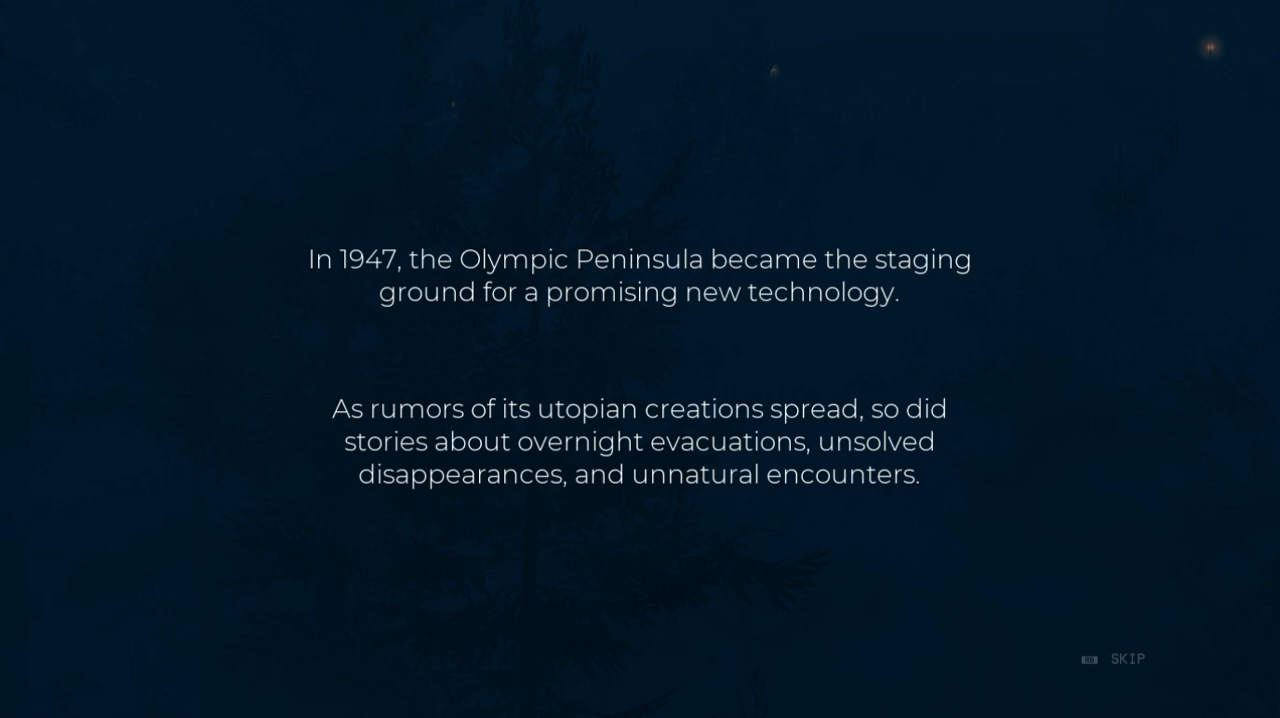 In 1947, the Olympic Peninsula became the staging
ground for a promising new technology.
As rumors of its utopian creations spread, so did
stories about overnight evacuations, unsolved
disappearances, and unnatural encounters.
SKIP